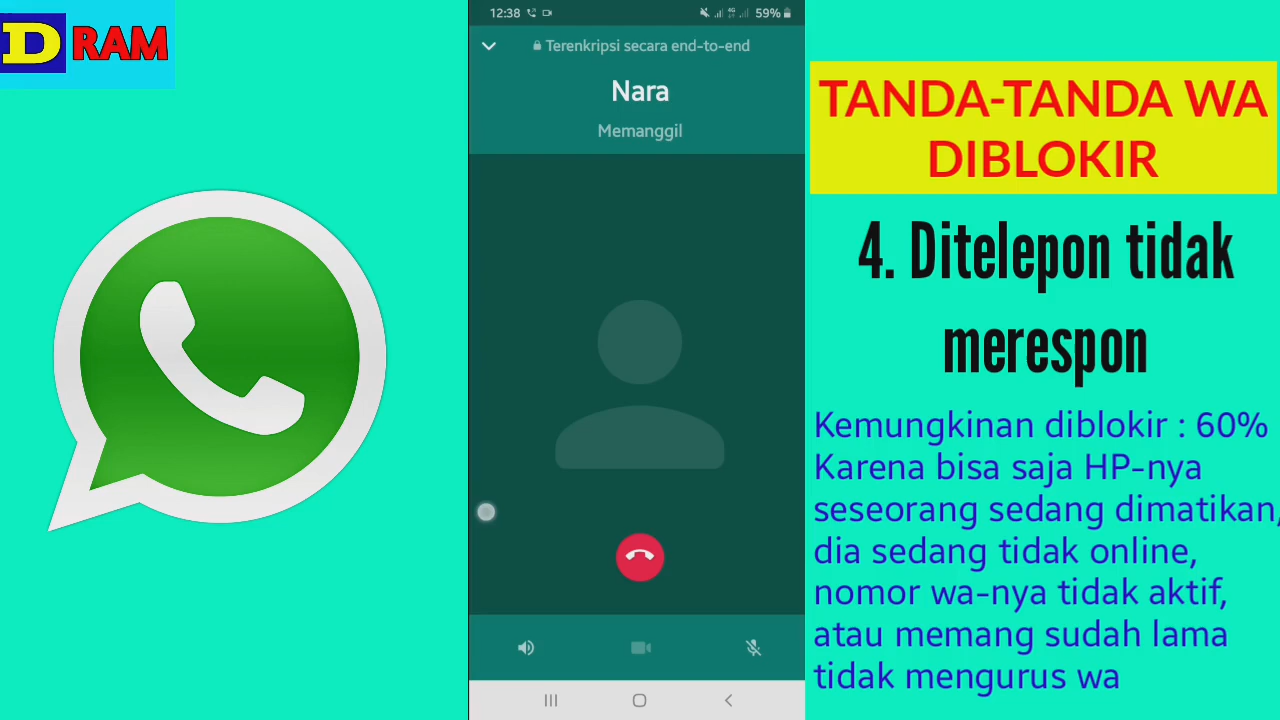 D RAM
12:38
59%
Terenkripsi secara end-to-end
Nara
Memanggil
TANDA-TANDA WA
DIBLOKIR
4. Ditelepon tidak
merespon
Kemungkinan diblokir : 60%
Karena bisa saja HP-nya
seseorang sedang dimatikan,
dia sedang tidak online,
nomor wa-nya tidak aktif,
atau memang sudah lama
tidak mengurus wa